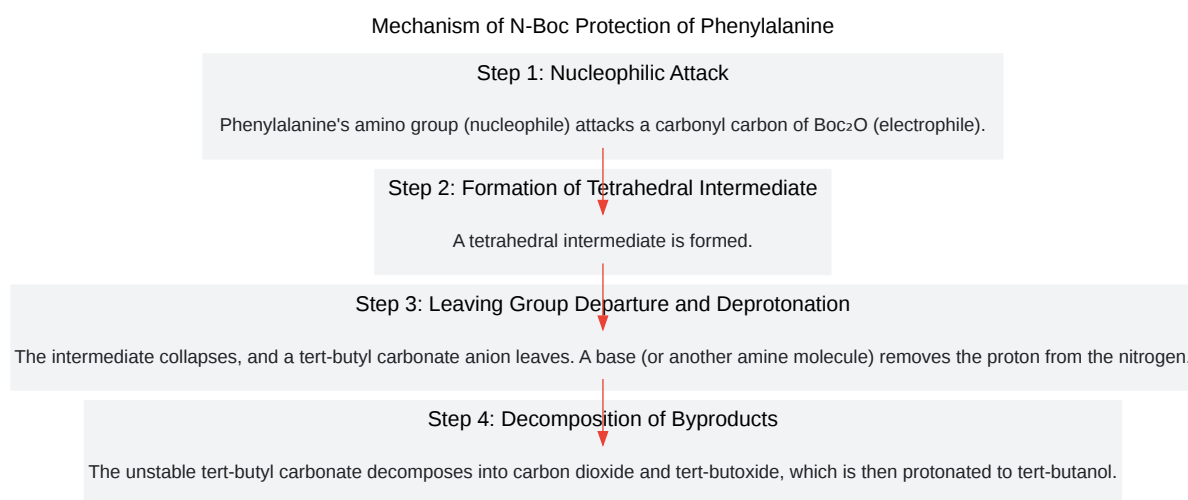 Mechanism of N-Boc Protection of Phenylalanine
Step 1: Nucleophilic Attack
Phenylalanine's amino group (nucleophile) attacks a carbonyl carbon of Boc₂O (electrophile).
Step 2: Formation of Tetrahedral Intermediate
A tetrahedral intermediate is formed.
Step 3: Leaving Group Departure and Deprotonation
The intermediate collapses, and a tert-butyl carbonate anion leaves. A base (or another amine molecule) removes the proton from the nitrogen.
Step 4: Decomposition of Byproducts
The unstable tert-butyl carbonate decomposes into carbon dioxide and tert-butoxide, which is then protonated to tert-butanol.